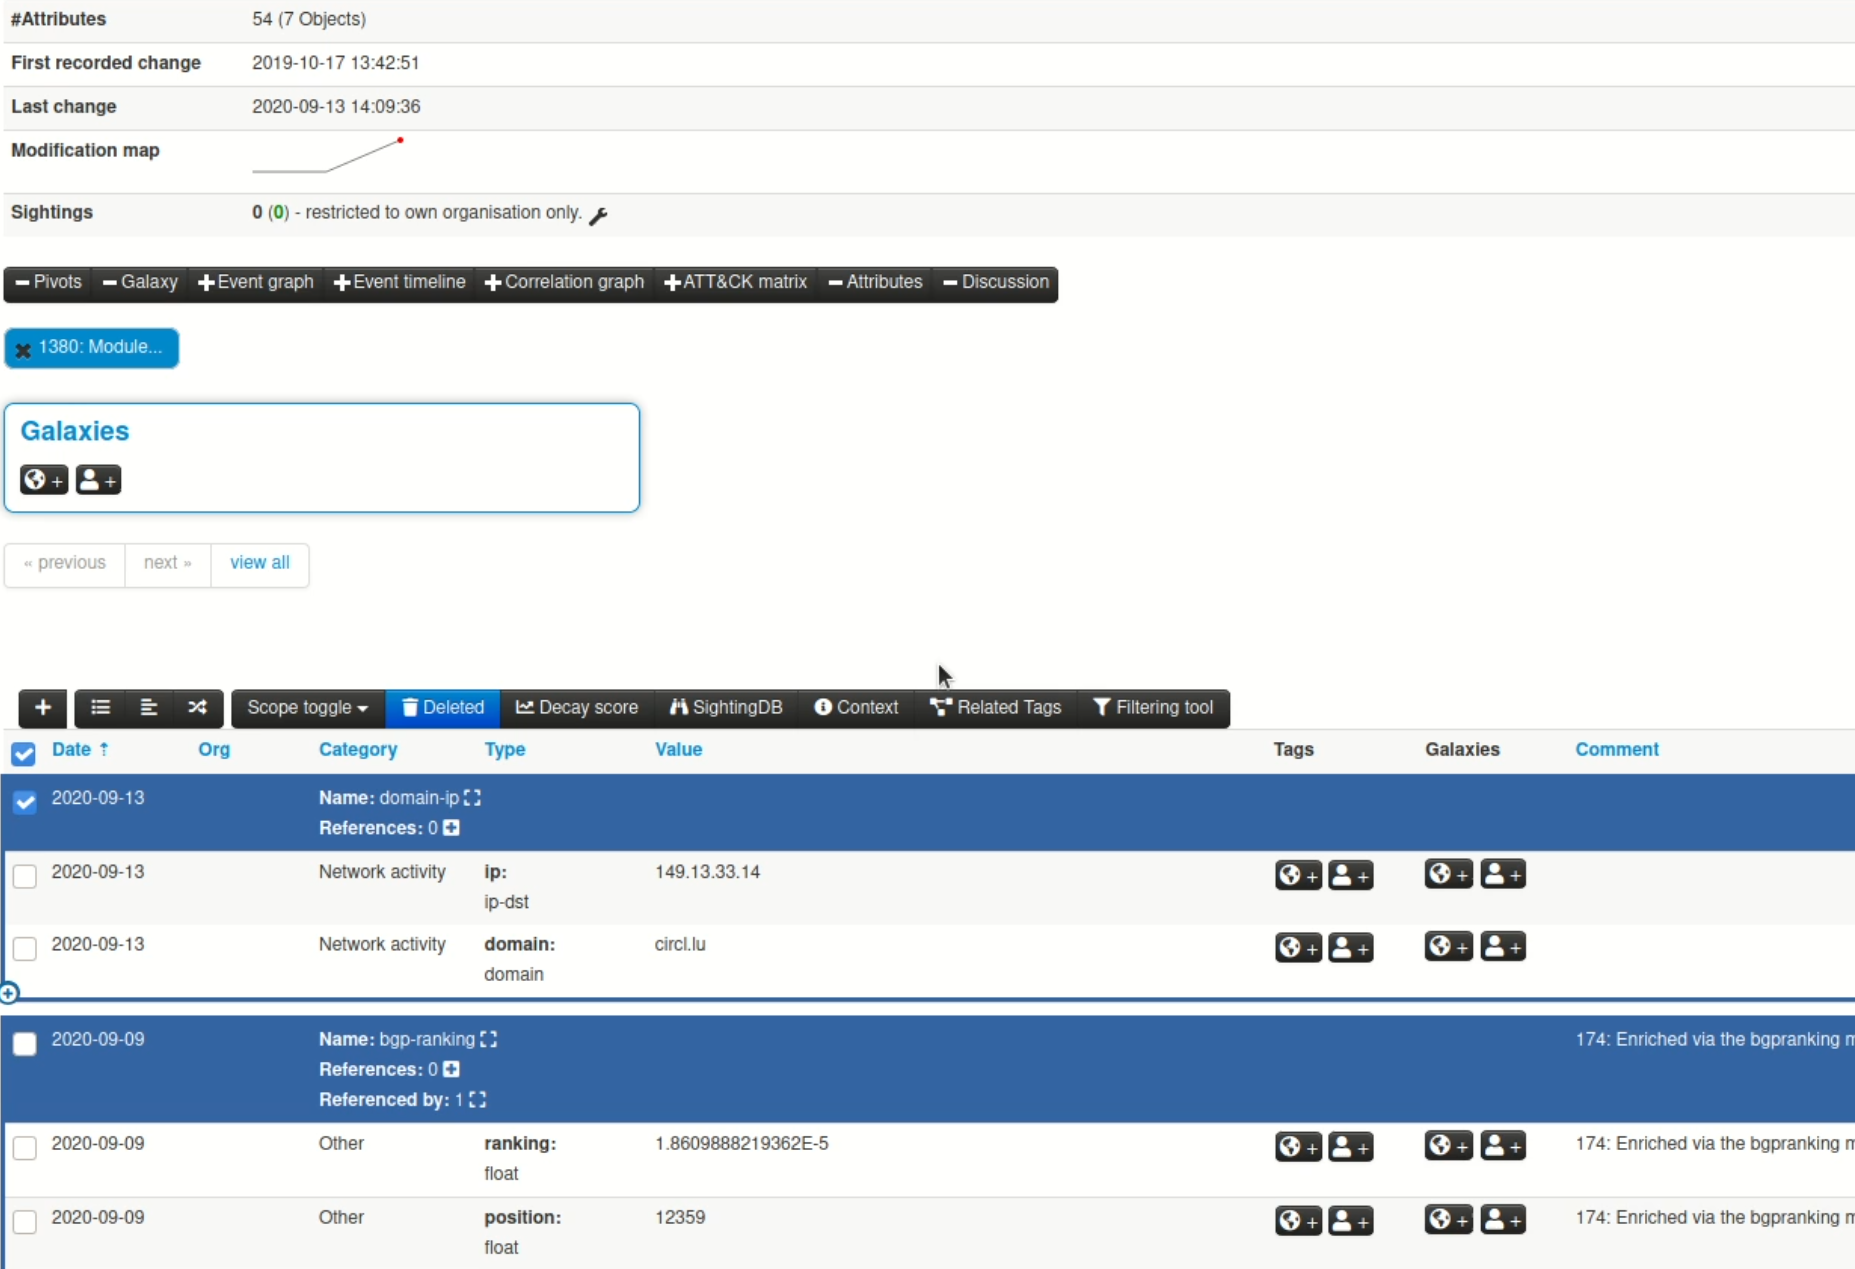 #Attributes 54 (7 Objects)
First recorded change 2019-10-17 13:42:51
Last change 2020-09-13 14:09:36
Modification map
Sightings 0 (0) - restricted to own organisation only.
Pivots Galaxy Event graph Event timeline Correlation graph ATT&CK matrix Attributes Discussion
1380: Module...
Galaxies
+ +
« previous next » view all
+ Scope toggle Deleted Decay score SightingDB Context Related Tags Filtering tool
Date ↑ Org Category Type Value Tags Galaxies Comment
2020-09-13 Name: domain-ip
References: 0
2020-09-13 Network activity ip: 149.13.33.14 + + + +
ip-dst
2020-09-13 Network activity domain: circl.lu + + + +
domain
2020-09-09 Name: bgp-ranking 174: Enriched via the bgpranking
References: 0
Referenced by: 1
2020-09-09 Other ranking: 1.8609888219362E-5 + + + + 174: Enriched via the bgpranking
float
2020-09-09 Other position: 12359 + + + + 174: Enriched via the bgpranking
float